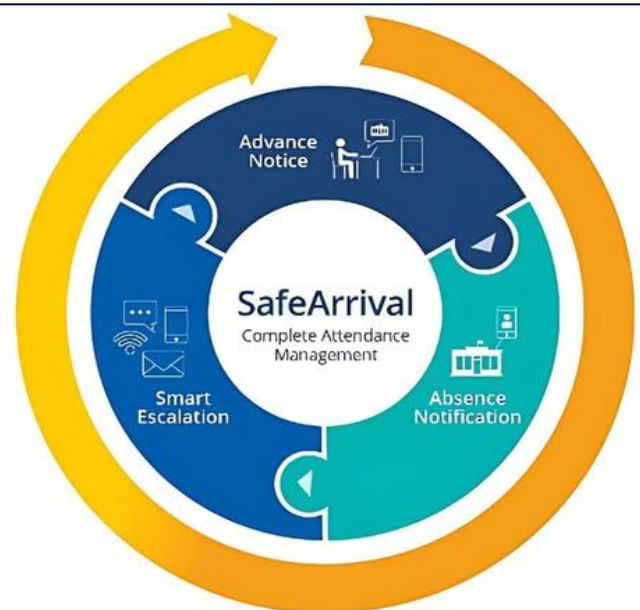 Advance
Notice
SafeArrival
Complete Attendance
Management
Smart
Escalation
Absence
Notification